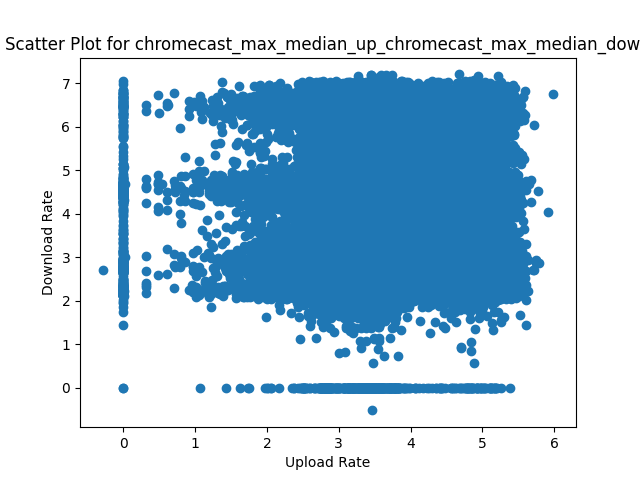 Scatter Plot for chromecast_max_median_up_chromecast_max_median_dow
7
6
5
4
3
2
1
0
Download Rate
0 1 2 3 4 5 6
Upload Rate